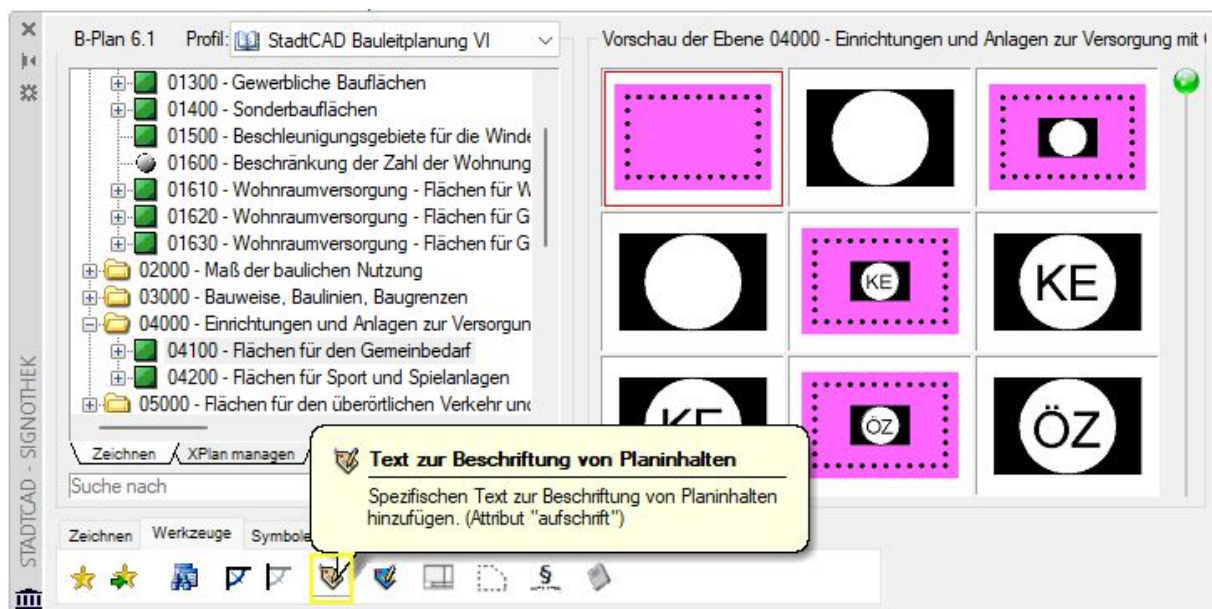 B-Plan 6.1 Profil: StadtCAD Bauleitplanung VI
01300 - Gewerbliche Bauflächen
01400 - Sonderbauflächen
01500 - Beschleunigungsgebiete für die Winde
01600 - Beschränkung der Zahl der Wohnung
01610 - Wohnraumversorgung - Flächen für W
01620 - Wohnraumversorgung - Flächen für G
01630 - Wohnraumversorgung - Flächen für G
02000 - Maß der baulichen Nutzung
03000 - Bauweise, Baulinien, Baugrenzen
04000 - Einrichtungen und Anlagen zur Versorgun
04100 - Flächen für den Gemeinbedarf
04200 - Flächen für Sport und Spielanlagen
05000 - Flächen für den überörtlichen Verkehr und
Zeichnen XPlan managen
Suche nach
Zeichnen Werkzeuge Symbole
Text zur Beschriftung von Planinhalten
Spezifischen Text zur Beschriftung von Planinhalten
hinzufügen. (Attribut "aufschrift")
Vorschau der Ebene 04000 - Einrichtungen und Anlagen zur Versorgung mit
KE
KE
KE
ÖZ
ÖZ
§
STADTCAD - SIGNOTHEK